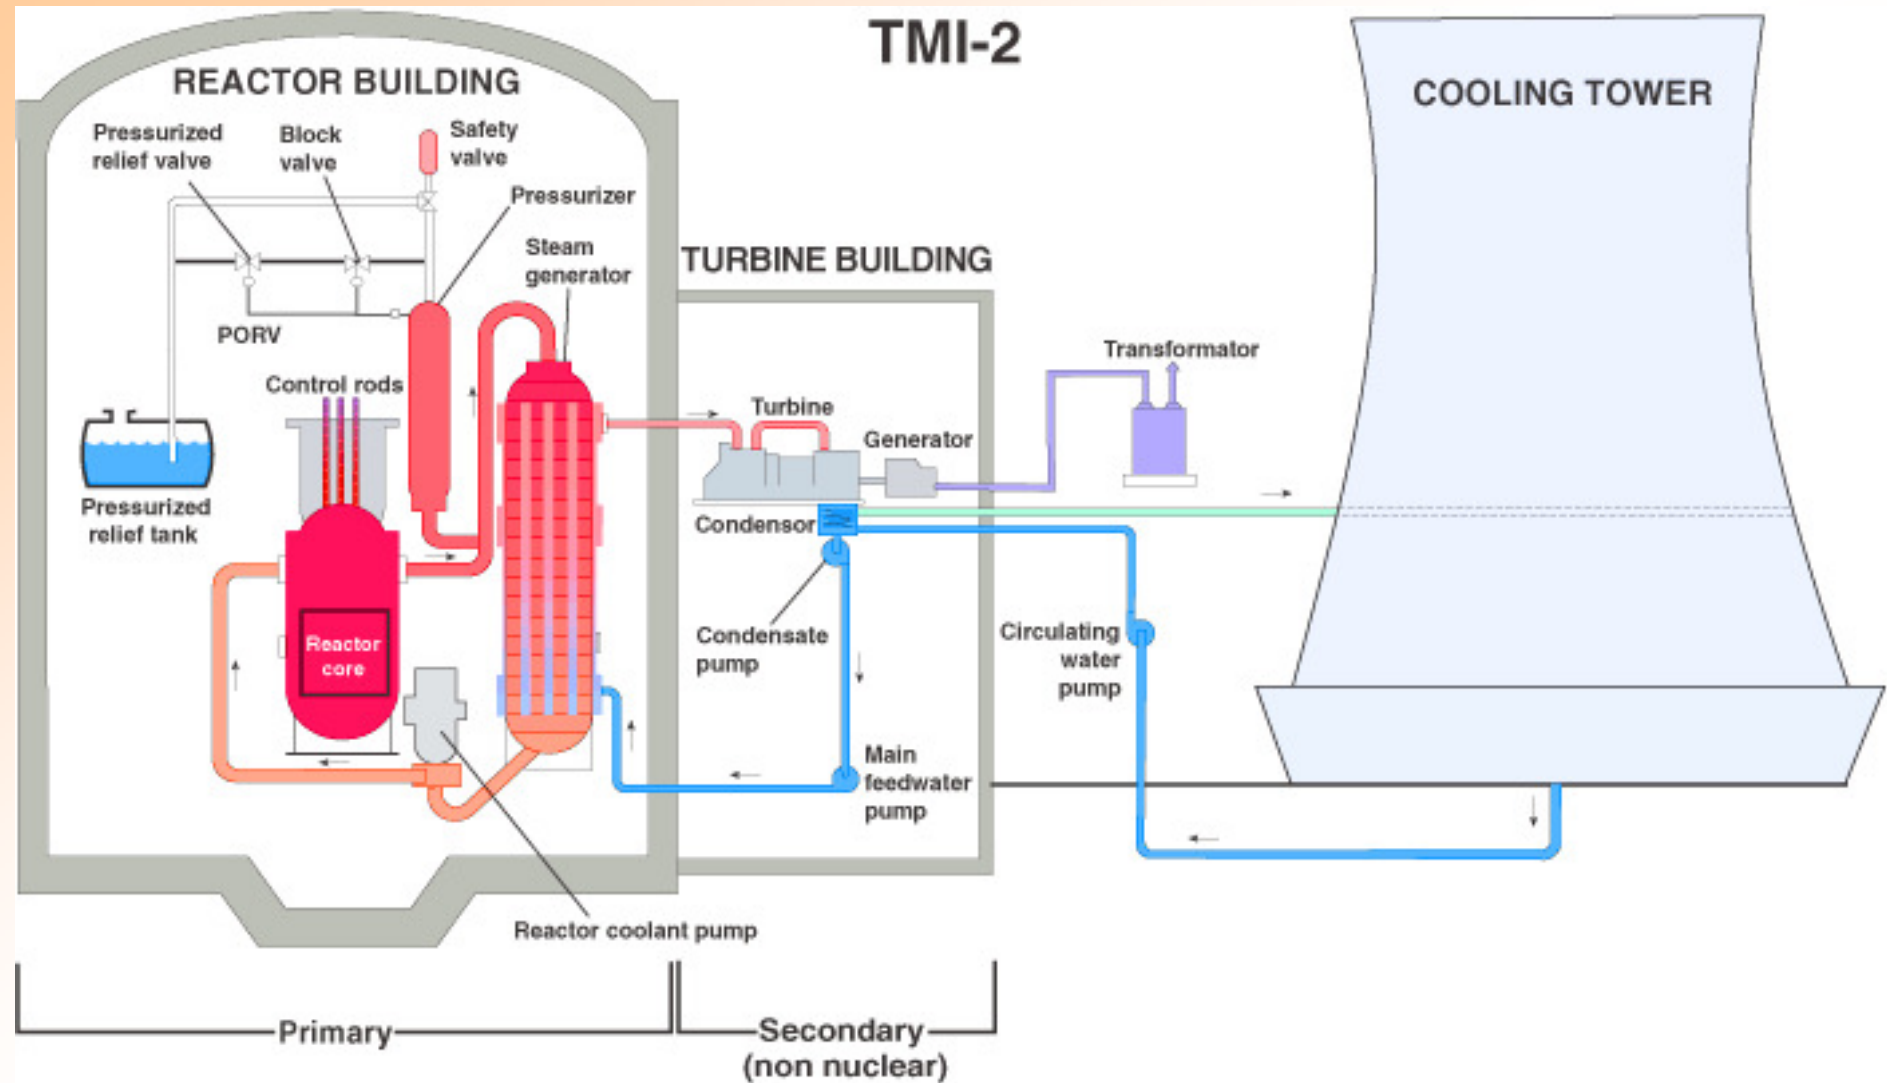 TMI-2
REACTOR BUILDING
COOLING TOWER
Pressurized
relief valve
Block
valve
Safety
valve
Pressurizer
Steam
generator
TURBINE BUILDING
PORV
Transformator
Control rods
Turbine
Generator
Pressurized
relief tank
Condensor
Reactor
core
Condensate
pump
Circulating
water
pump
Main
feedwater
pump
Reactor coolant pump
Primary
Secondary
(non nuclear)